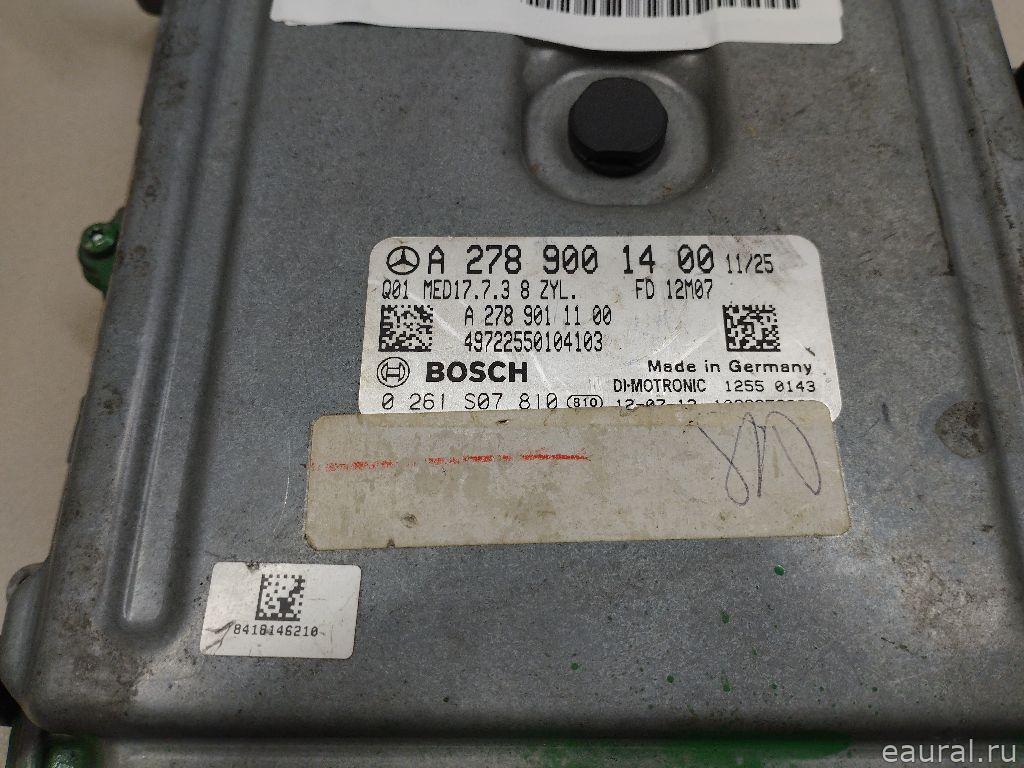 A 278 900 14 00 11/25
Q01 MED17.7.3 8 ZYL. FD 12M07
A 278 901 11 00
49722550104103
BOSCH Made in Germany
DI-MOTRONIC 1255 0143
0 261 S07 810 810
8418146210
eaural.ru